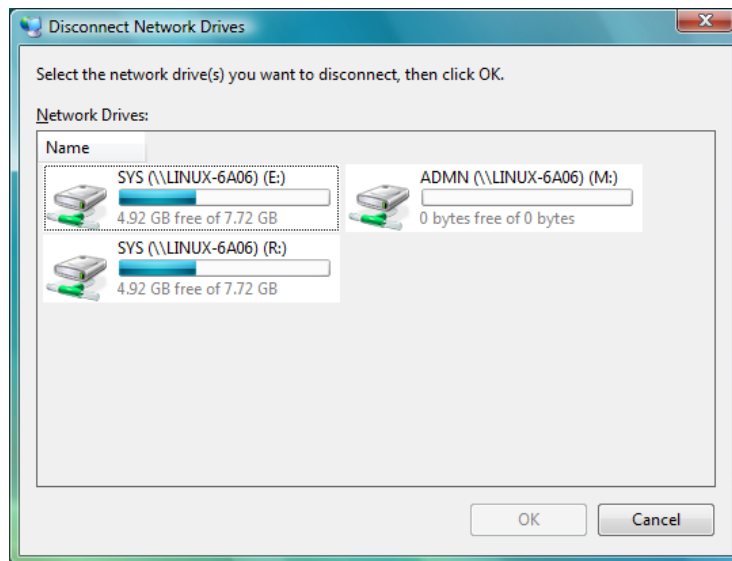 Disconnect Network Drives
Select the network drive(s) you want to disconnect, then click OK.
Network Drives:
Name
SYS (\\LINUX-6A06) (E:)
4.92 GB free of 7.72 GB
ADMN (\\LINUX-6A06) (M:)
0 bytes free of 0 bytes
SYS (\\LINUX-6A06) (R:)
4.92 GB free of 7.72 GB
OK
Cancel